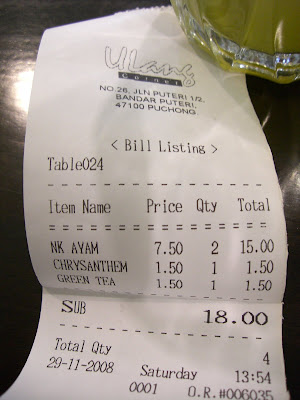 ULang
Corner
NO.26, JLN PUTERI 1/2,
BANDAR PUTERI,
47100 PUCHONG
< Bill Listing >
Table024
Item Name Price Qty Total
NK AYAM 7.50 2 15.00
CHRYSANTHEM 1.50 1 1.50
GREEN TEA 1.50 1 1.50
SUB 18.00
Total Qty 4
29-11-2008 Saturday 13:54
0001 O.R.#006035